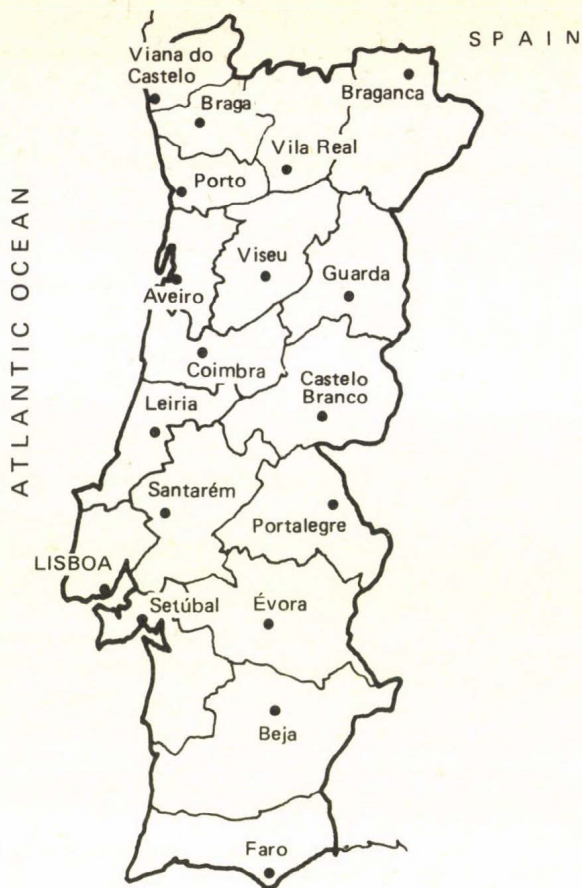 SPAIN
Viana do
Castelo
Braganca
Braga
Vila Real
Porto
ATLANTIC OCEAN
Viseu
Guarda
Aveiro
Coimbra
Castelo
Branco
Leiria
Santarém
Portalegre
LISBOA
Setúbal
Évora
Beja
Faro